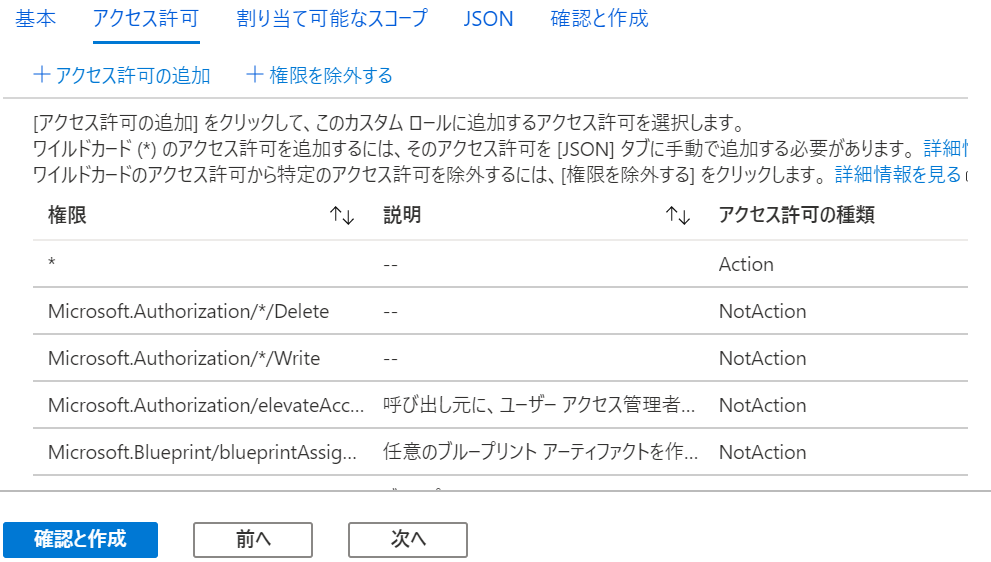 基本 アクセス許可 割り当て可能なスコープ JSON 確認と作成
+ アクセス許可の追加 + 権限を除外する
[アクセス許可の追加] をクリックして、このカスタム ロールに追加するアクセス許可を選択します。
ワイルドカード (*) のアクセス許可を追加するには、そのアクセス許可を [JSON] タブに手動で追加する必要があります。 詳細
ワイルドカードのアクセス許可から特定のアクセス許可を除外するには、[権限を除外する] をクリックします。 詳細情報を見る
権限 ↑↓ 説明 ↑↓ アクセス許可の種類
* -- Action
Microsoft.Authorization/*/Delete -- NotAction
Microsoft.Authorization/*/Write -- NotAction
Microsoft.Authorization/elevateAcc... 呼び出し元に、ユーザー アクセス管理者... NotAction
Microsoft.Blueprint/blueprintAssig... 任意のブループリント アーティファクトを作... NotAction
確認と作成 前へ 次へ